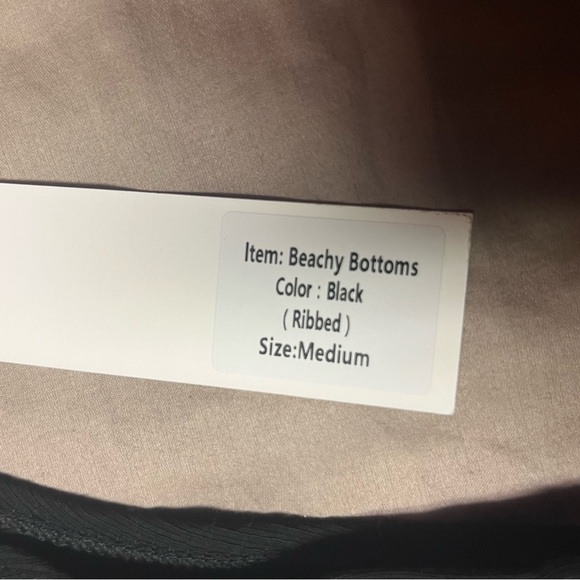 Item: Beachy Bottoms
Color : Black
( Ribbed )
Size:Medium